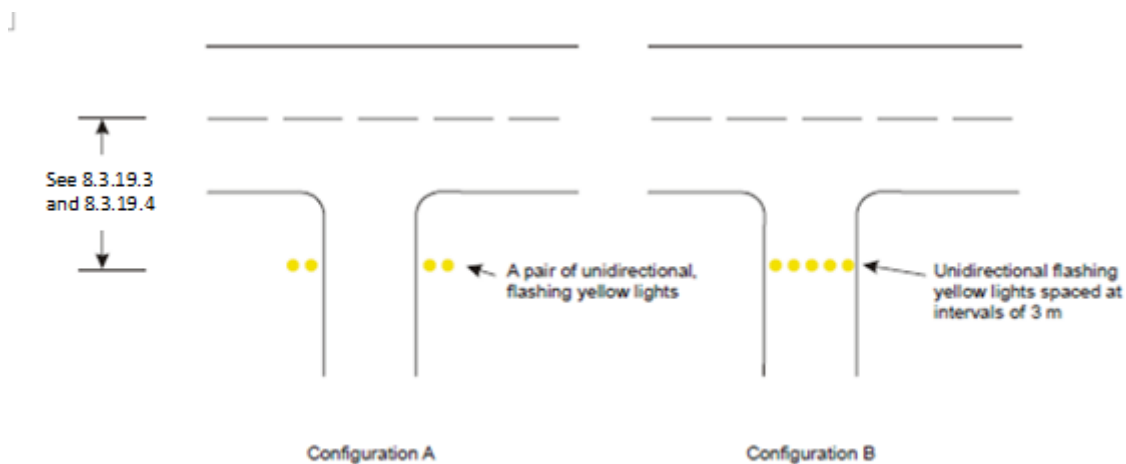 See 8.3.19.3
and 8.3.19.4
A pair of unidirectional,
flashing yellow lights
Unidirectional flashing
yellow lights spaced at
intervals of 3 m
Configuration A
Configuration B